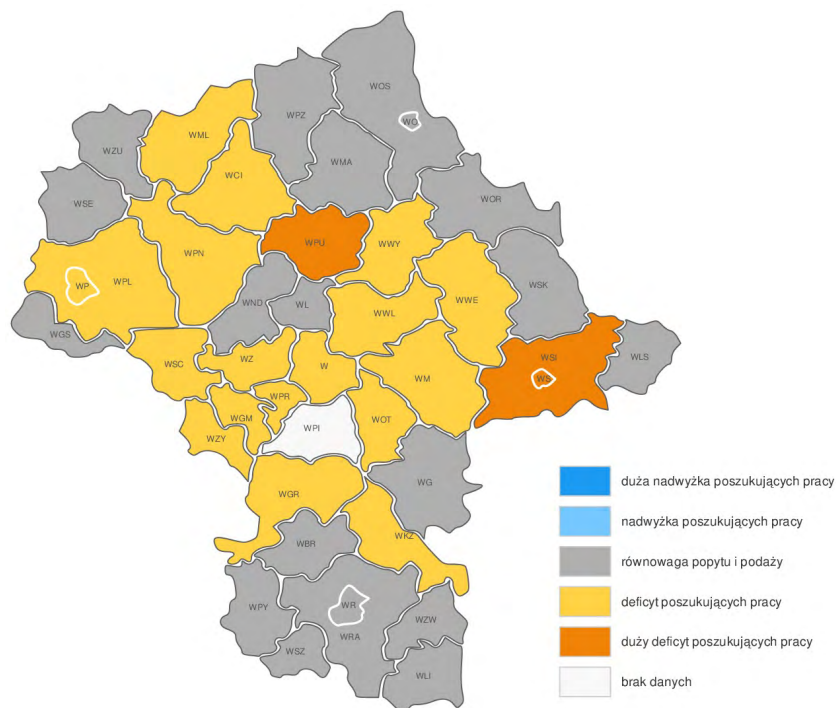 WOS
WPZ
WO
WML
WZU
WMA
WCI
WSE
WOR
WPU
WWY
WPN
WPL
WP
WSK
WND
WL
WWE
WWL
WGS
WSI
WLS
WZ
WSC
W
WM
WS
WPR
WGM
WOT
WPI
WZY
WG
WGR
WKZ
WBR
WPY
WR
WZW
WRA
WSZ
WLI
duża nadwyżka poszukujących pracy
nadwyżka poszukujących pracy
równowaga popytu i podaży
deficyt poszukujących pracy
duży deficyt poszukujących pracy
brak danych